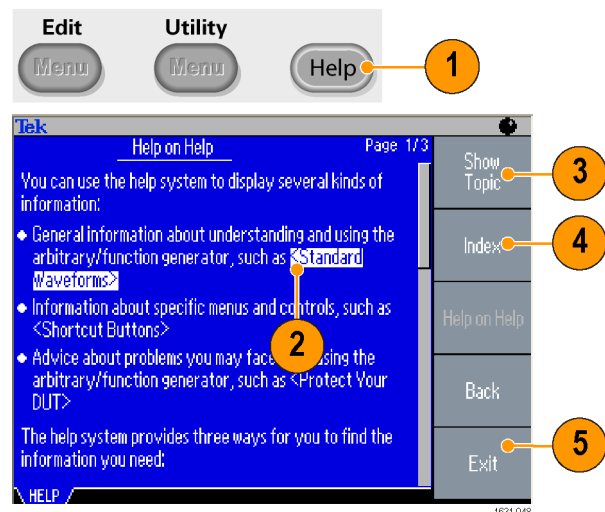 Edit Utility
Menu Menu Help 1
Tek
Help on Help Page 1/3
You can use the help system to display several kinds of
information:
◆ General information about understanding and using the
arbitrary/function generator, such as <Standard
Waveforms>
◆ Information about specific menus and controls, such as
<Shortcut Buttons>
◆ Advice about problems you may face using the
arbitrary/function generator, such as <Protect Your
DUT>
The help system provides three ways for you to find the
information you need:
HELP
2
Show
Topic
3
Index
4
Help on Help
Back
Exit
5